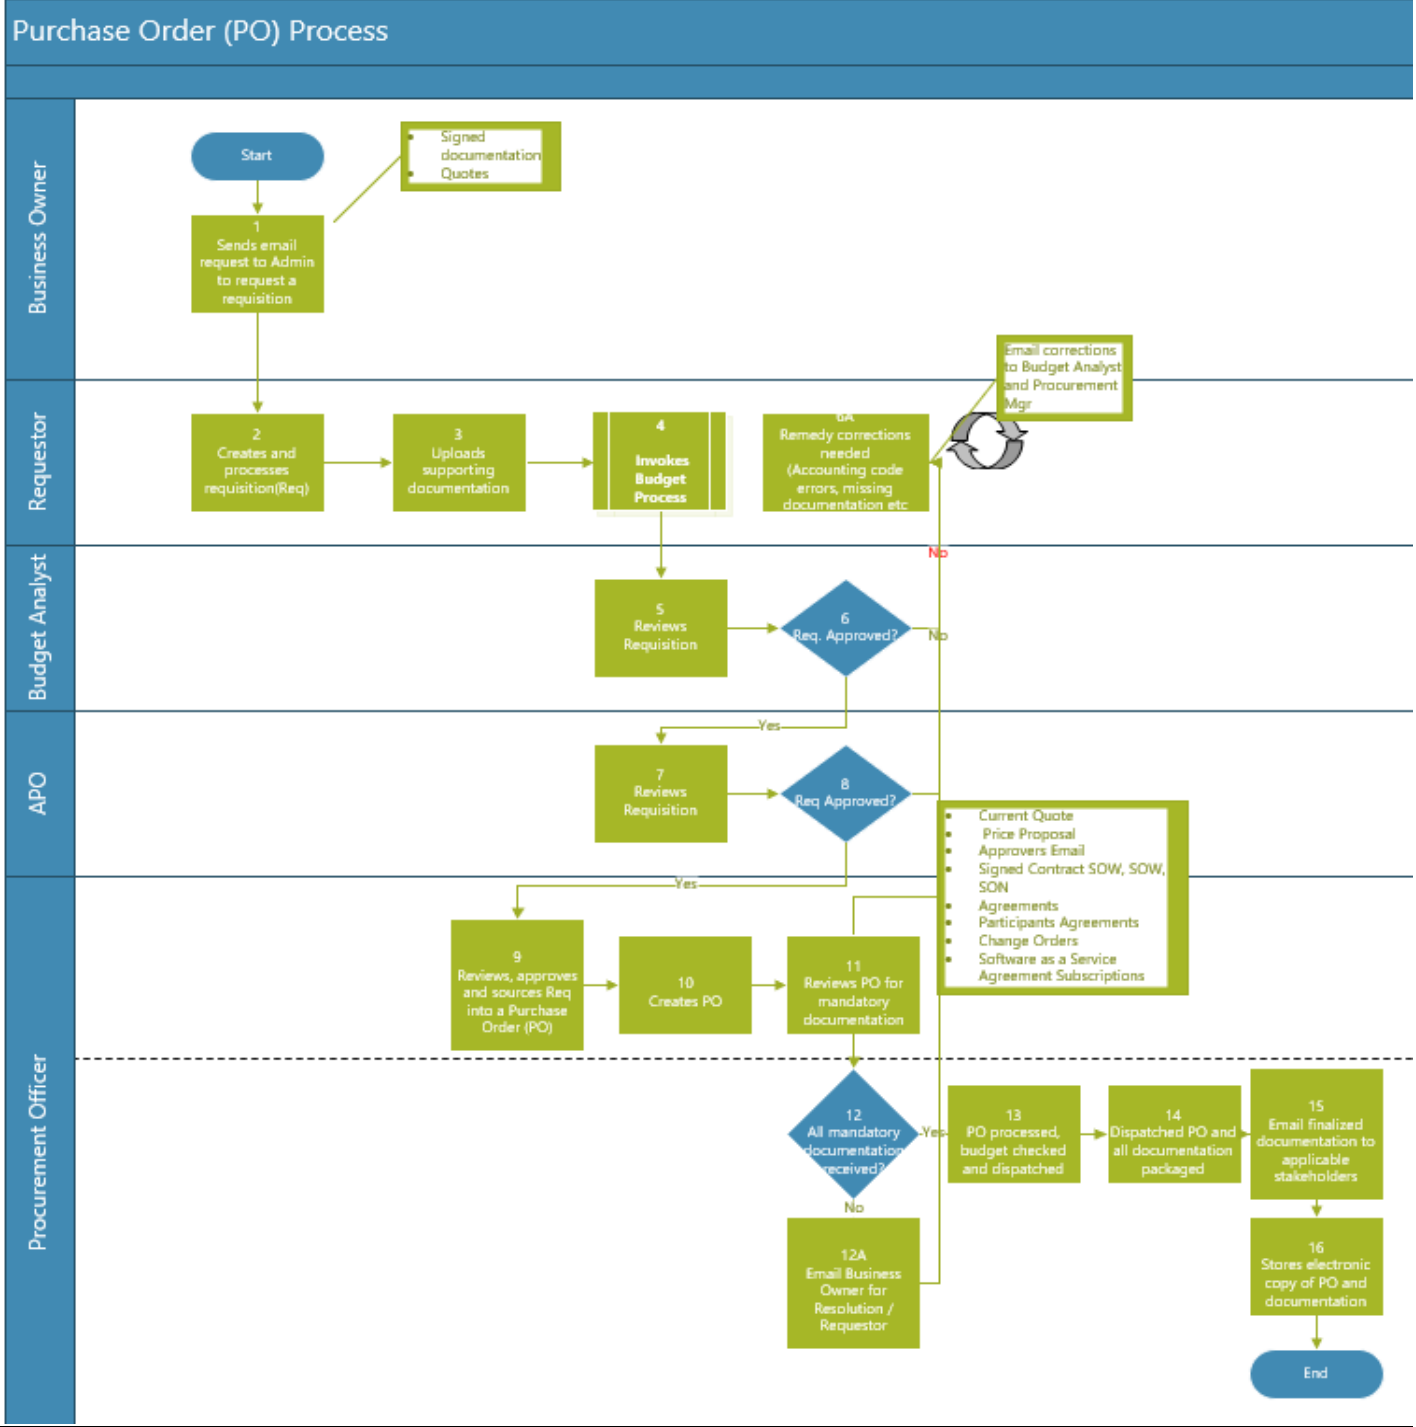 Purchase Order (PO) Process
Business Owner
Start
Signed
documentation
Quotes
1
Sends email
request to Admin
to request a
requisition
Email corrections
to Budget Analyst
and Procurement
Mgr
Requestor
2
Creates and
processes
requisition(Req)
3
Uploads
supporting
documentation
4
Invokes
Budget
Process
6A
Remedy corrections
needed
(Accounting code
errors, missing
documentation etc
No
Budget Analyst
5
Reviews
Requisition
6
Req. Approved?
No
Yes
APO
7
Reviews
Requisition
8
Req Approved?
Yes
Current Quote
Price Proposal
Approvers Email
Signed Contract SOW, SOW,
SON
Agreements
Participants Agreements
Change Orders
Software as a Service
Agreement Subscriptions
Procurement Officer
9
Reviews, approves
and sources Req
into a Purchase
Order (PO)
10
Creates PO
11
Reviews PO for
mandatory
documentation
12
All mandatory
documentation
received?
Yes
13
PO processed,
budget checked
and dispatched
14
Dispatched PO and
all documentation
packaged
15
Email finalized
documentation to
applicable
stakeholders
No
12A
Email Business
Owner for
Resolution /
Requestor
16
Stores electronic
copy of PO and
documentation
End